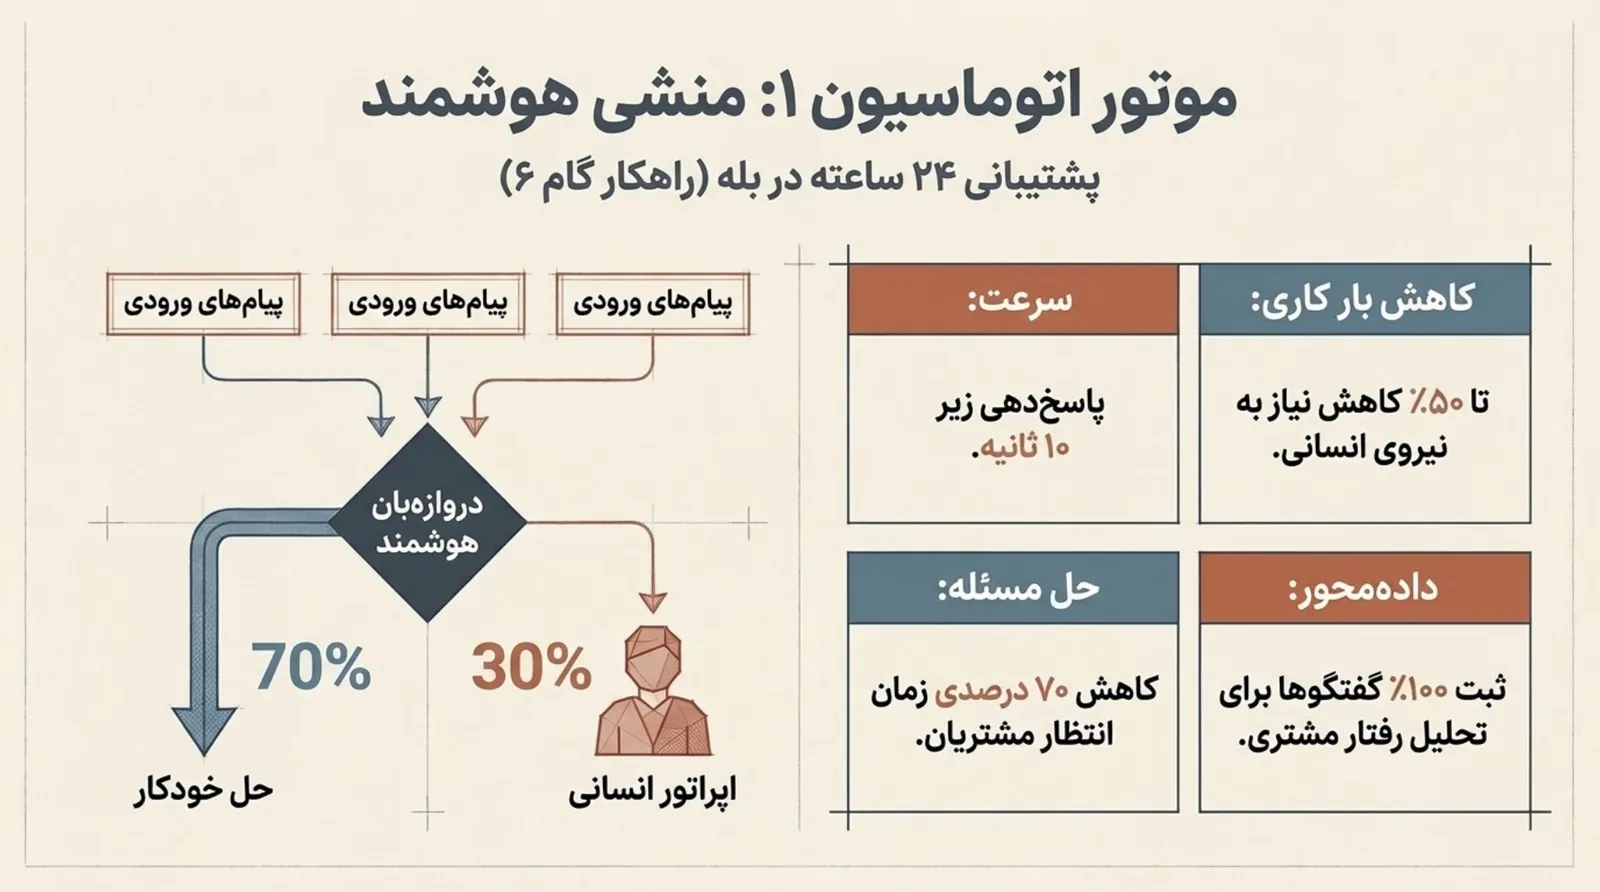 موتور اتوماسیون ۱: منشی هوشمند
پشتیبانی ۲۴ ساعته در بله (راهکار گام ۶)
کاهش بار کاری:
تا ۵۰٪ کاهش نیاز به
نیروی انسانی.
سرعت:
پاسخ‌دهی زیر
۱۰ ثانیه.
داده‌محور:
ثبت ۱۰۰٪ گفتگوها برای
تحلیل رفتار مشتری.
حل مسئله:
کاهش ۷۰ درصدی زمان
انتظار مشتریان.
پیام‌های ورودی
پیام‌های ورودی
پیام‌های ورودی
دروازه‌بان
هوشمند
30%
70%
اپراتور انسانی
حل خودکار